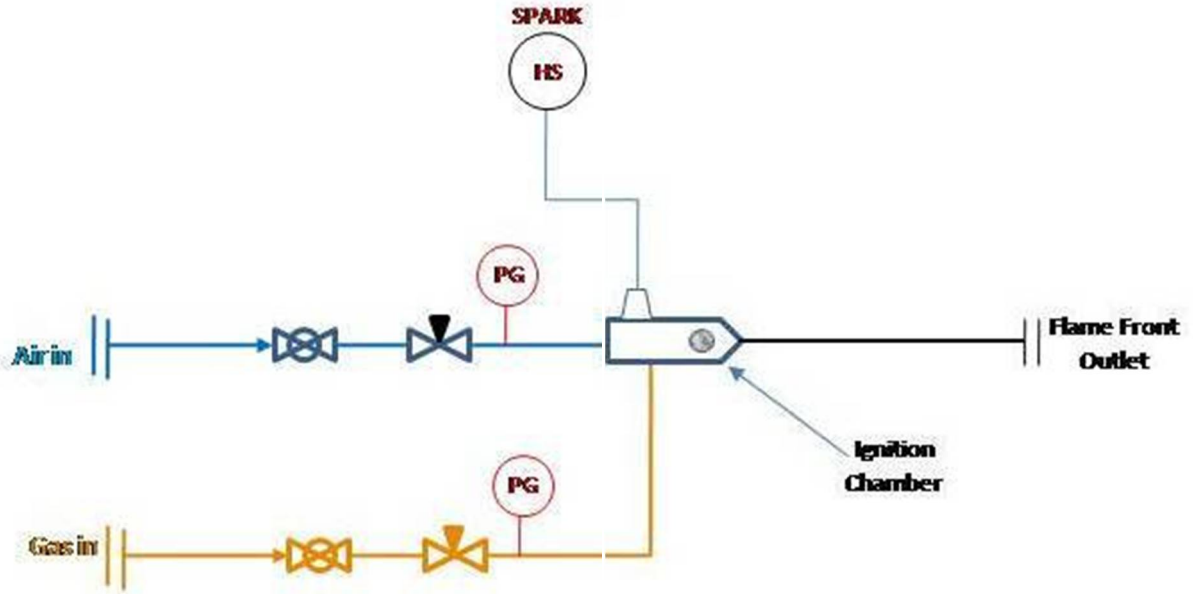 SPARK
HS
PG
Air in
Flame Front
Outlet
Ignition
Chamber
PG
Gas in